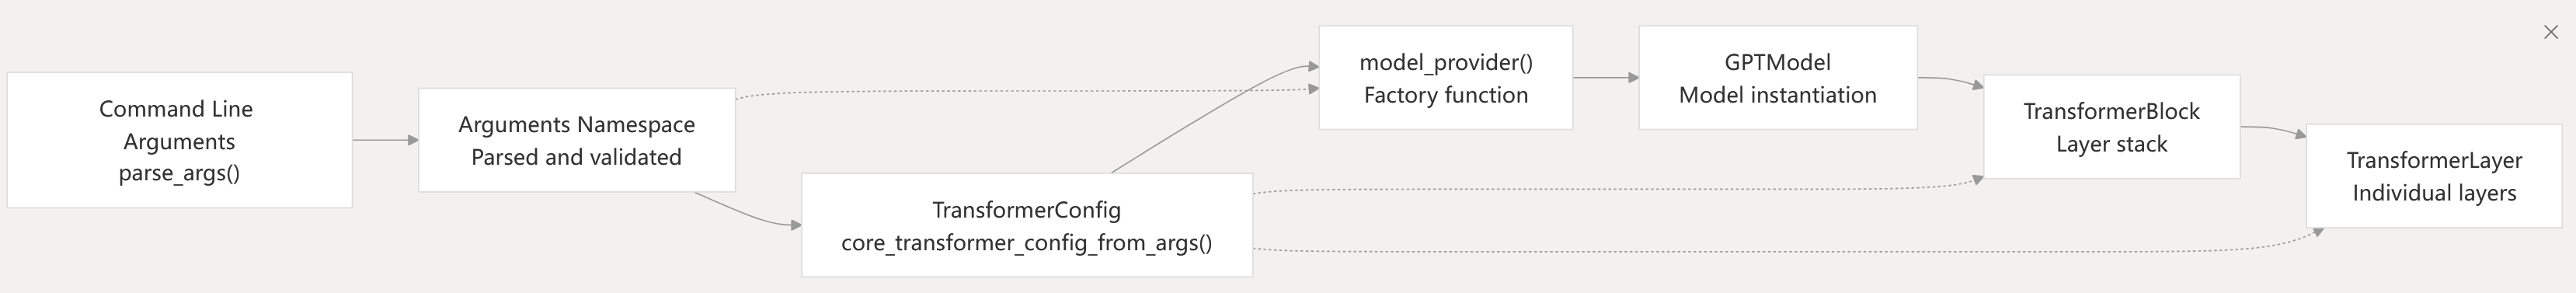 Command Line
Arguments
parse_args()
Arguments Namespace
Parsed and validated
TransformerConfig
core_transformer_config_from_args()
model_provider()
Factory function
GPTModel
Model instantiation
TransformerBlock
Layer stack
TransformerLayer
Individual layers